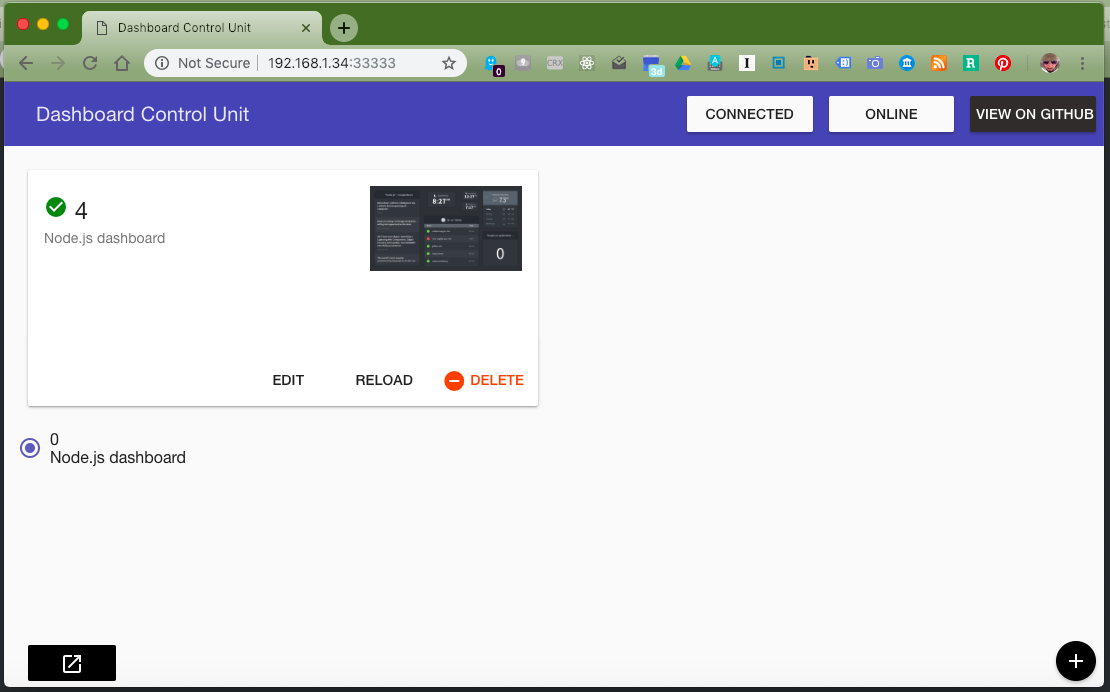 Dashboard Control Unit
Not Secure
192.168.1.34:33333
0
CRX
3d
A
I
R
Dashboard Control Unit
CONNECTED
ONLINE
VIEW ON GITHUB
4
Node.js dashboard
8:27
73°
0
EDIT
RELOAD
DELETE
0
Node.js dashboard